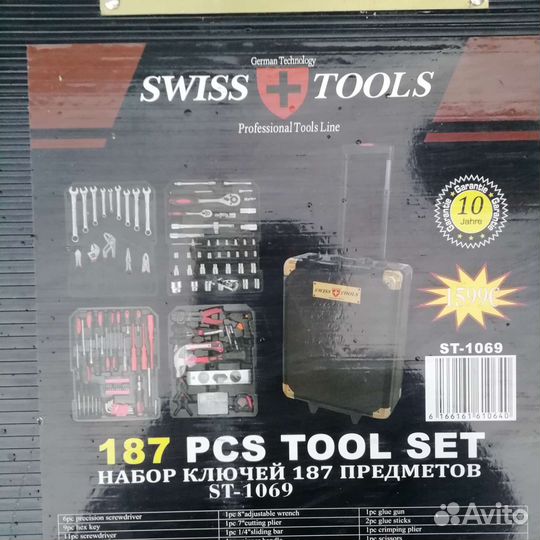 German Technology
SWISS TOOLS
Professional Tools Line
Garantie
10
Jahre
Garantie
SWISS TOOLS
1599€
ST-1069
6 166161 610640
187 PCS TOOL SET
НАБОР КЛЮЧЕЙ 187 ПРЕДМЕТОВ
ST-1069
6pc precision screwdriver
1pc 8"adjustable wrench
1pc glue gun
9pc hex key
1pc 7"cutting plier
2pc glue sticks
11pc screwdriver
1pc 1/4"sliding bar
1pc crimping plier
1pc scissors
Avito